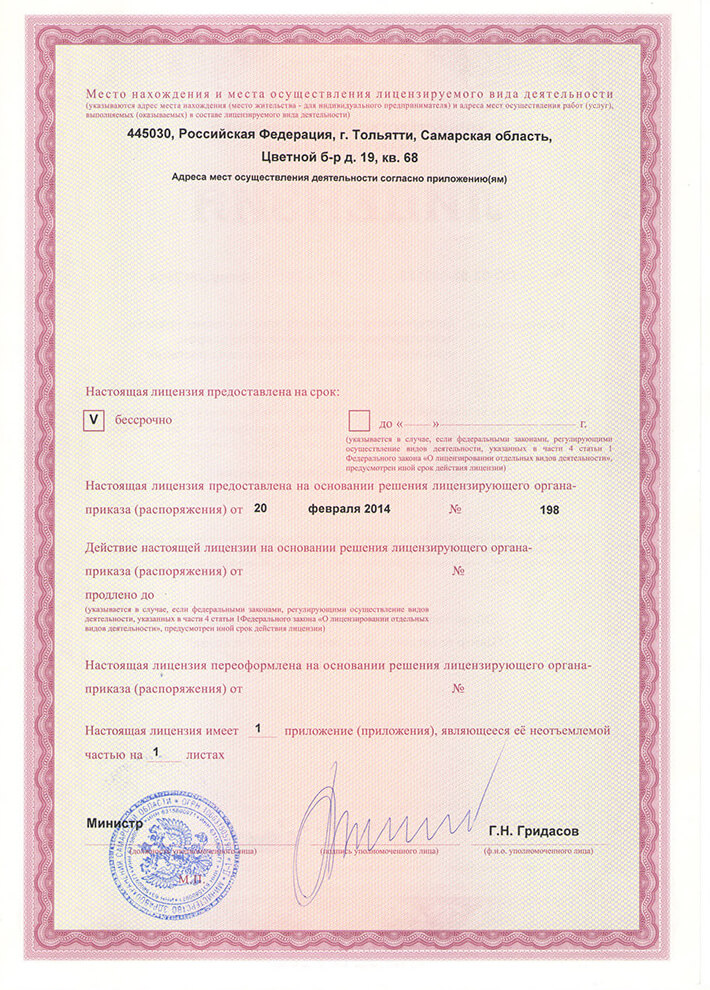 Место нахождения и места осуществления лицензируемого вида деятельности
(указываются адрес места нахождения (место жительства - для индивидуального предпринимателя) и адреса мест осуществления работ (услуг),
выполняемых (оказываемых) в составе лицензируемого вида деятельности)
445030, Российская Федерация, г. Тольятти, Самарская область,
Цветной б-р д. 19, кв. 68
Адреса мест осуществления деятельности согласно приложению(ям)
Настоящая лицензия предоставлена на срок:
V бессрочно
до « » г.
(указывается в случае, если федеральными законами, регулирующими
осуществление видов деятельности, указанных в части 4 статьи 1
Федерального закона «О лицензировании отдельных видов деятельности»,
предусмотрен иной срок действия лицензии)
Настоящая лицензия предоставлена на основании решения лицензирующего органа-
приказа (распоряжения) от 20 февраля 2014 № 198
Действие настоящей лицензии на основании решения лицензирующего органа-
приказа (распоряжения) от №
продлено до
(указывается в случае, если федеральными законами, регулирующими осуществление видов
деятельности, указанных в части 4 статьи 1Федерального закона «О лицензировании отдельных
видов деятельности», предусмотрен иной срок действия лицензии)
Настоящая лицензия переоформлена на основании решения лицензирующего органа-
приказа (распоряжения) от №
Настоящая лицензия имеет 1 приложение (приложения), являющееся её неотъемлемой
частью на 1 листах
Министр
Г.Н. Гридасов
(должность уполномоченного лица)
(подпись уполномоченного лица)
(ф.и.о. уполномоченного лица)
М.П.